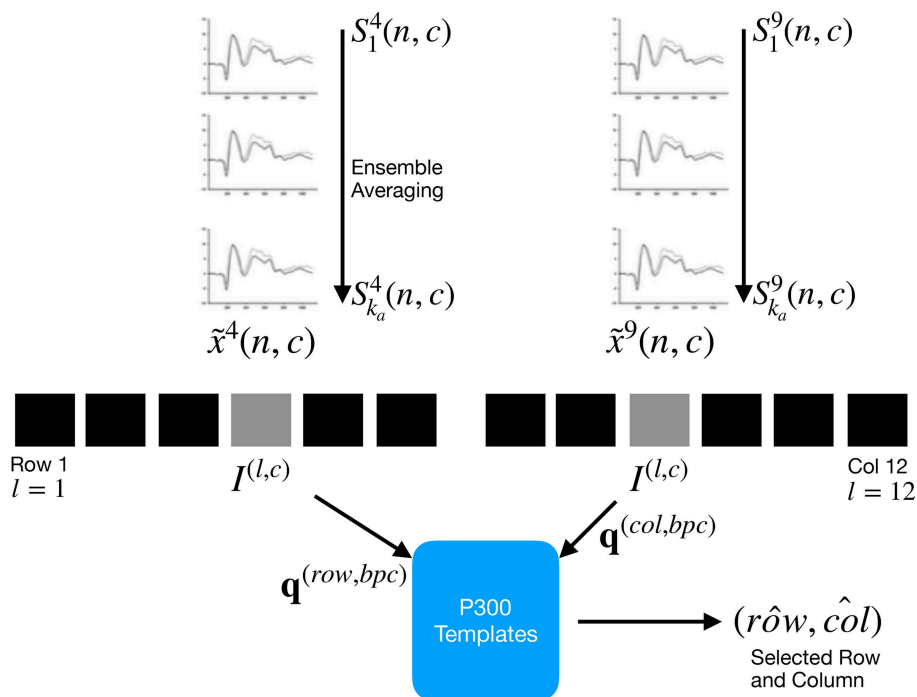 S_1^4(n, c)
S_1^9(n, c)
Ensemble
Averaging
S_{k_a}^4(n, c)
S_{k_a}^9(n, c)
x̃^4(n, c)
x̃^9(n, c)
Row 1
l = 1
I^{(l,c)}
I^{(l,c)}
Col 12
l = 12
q^{(row,bpc)}
q^{(col,bpc)}
P300
Templates
(rôw, côl)
Selected Row
and Column